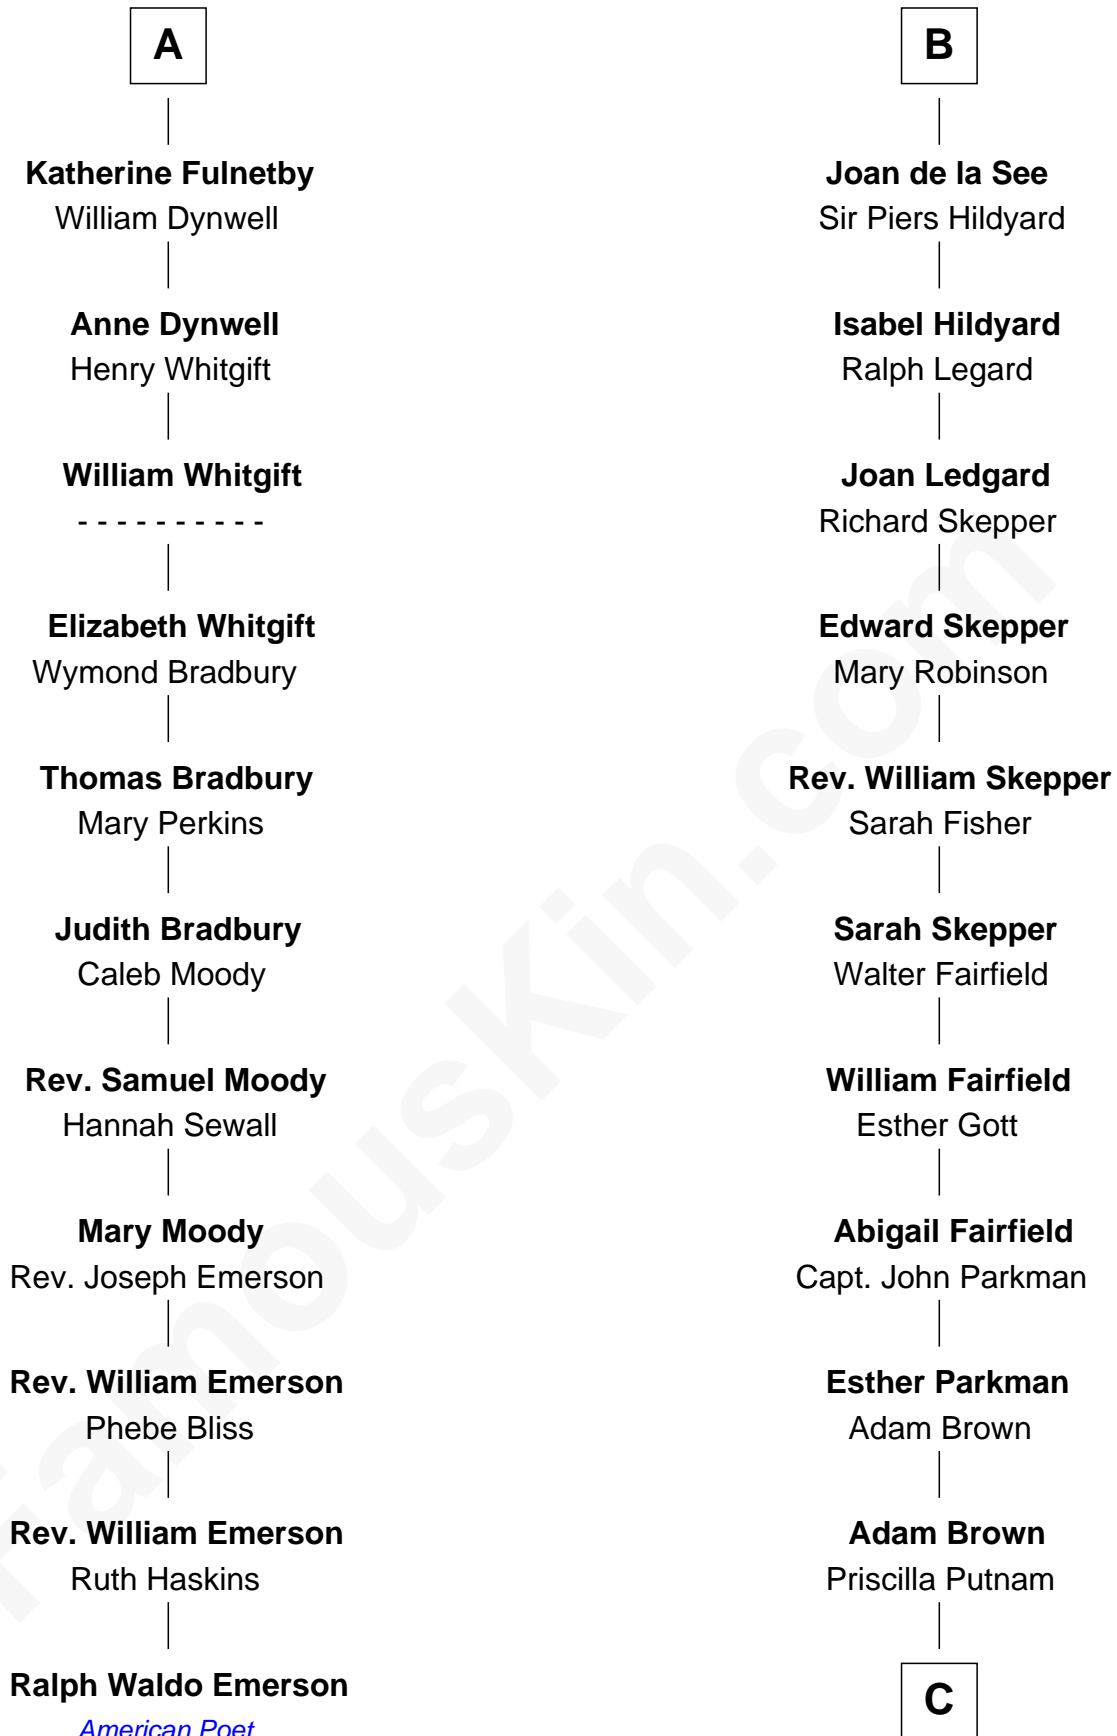 A
Katherine Fulnetby
William Dynwell
Anne Dynwell
Henry Whitgift
William Whitgift
- - - - - - - - - -
Elizabeth Whitgift
Wymond Bradbury
Thomas Bradbury
Mary Perkins
Judith Bradbury
Caleb Moody
Rev. Samuel Moody
Hannah Sewall
Mary Moody
Rev. Joseph Emerson
Rev. William Emerson
Phebe Bliss
Rev. William Emerson
Ruth Haskins
Ralph Waldo Emerson
American Poet
B
Joan de la See
Sir Piers Hildyard
Isabel Hildyard
Ralph Legard
Joan Ledgard
Richard Skepper
Edward Skepper
Mary Robinson
Rev. William Skepper
Sarah Fisher
Sarah Skepper
Walter Fairfield
William Fairfield
Esther Gott
Abigail Fairfield
Capt. John Parkman
Esther Parkman
Adam Brown
Adam Brown
Priscilla Putnam
C
FamousKin.com